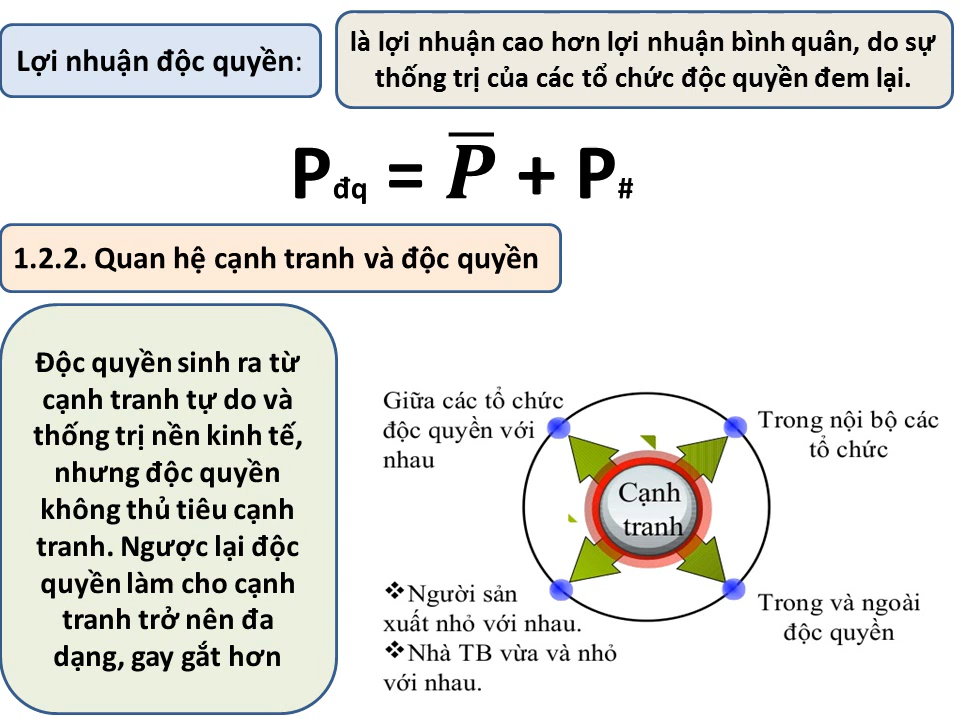 Lợi nhuận độc quyền:
là lợi nhuận cao hơn lợi nhuận bình quân, do sự
thống trị của các tổ chức độc quyền đem lại.
Pđq = P̅ + P#
1.2.2. Quan hệ cạnh tranh và độc quyền
Độc quyền sinh ra từ
cạnh tranh tự do và
thống trị nền kinh tế,
nhưng độc quyền
không thủ tiêu cạnh
tranh. Ngược lại độc
quyền làm cho cạnh
tranh trở nên đa
dạng, gay gắt hơn
Giữa các tổ chức
độc quyền với
nhau
Trong nội bộ các
tổ chức
Cạnh
tranh
❖Người sản
xuất nhỏ với nhau.
❖Nhà TB vừa và nhỏ
với nhau.
Trong và ngoài
độc quyền